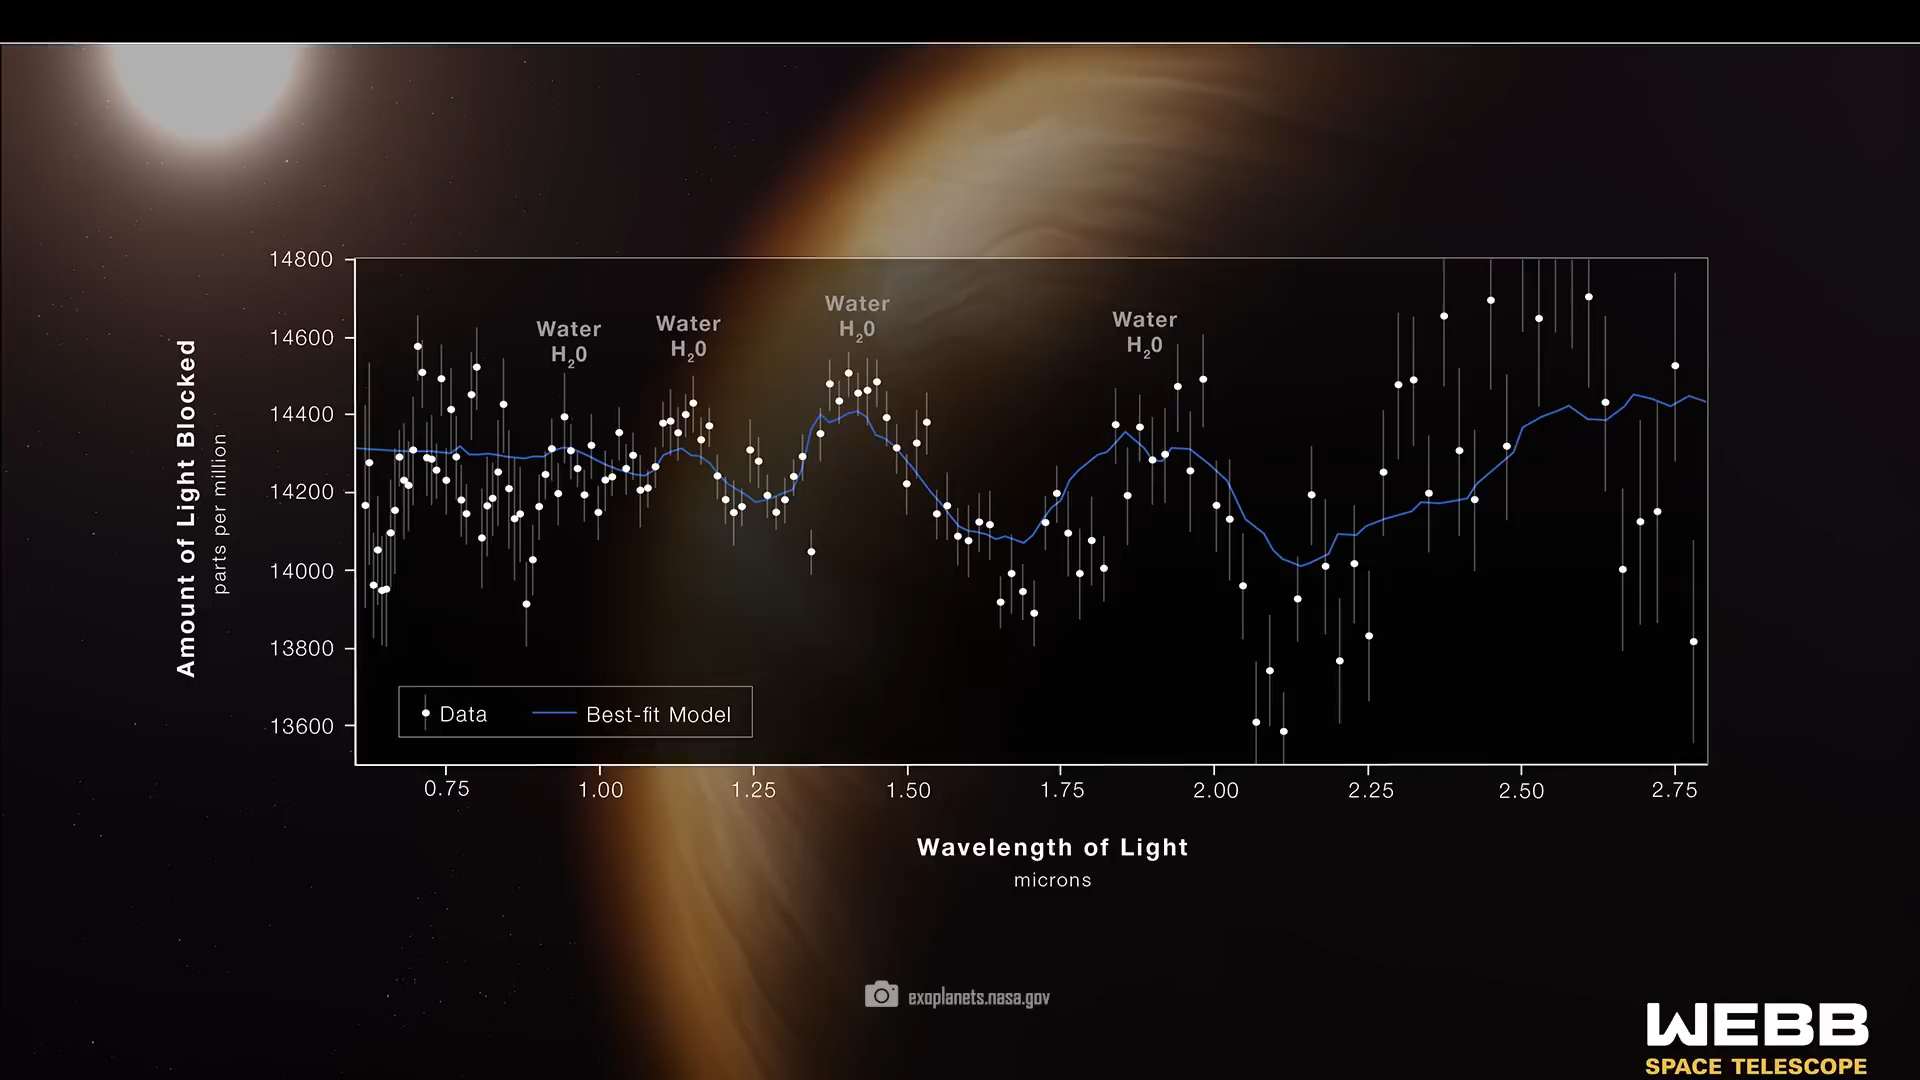 14800
14600
14400
14200
14000
13800
13600
Amount of Light Blocked
parts per million
Water
H₂0
Water
H₂0
Water
H₂0
Water
H₂0
Data
Best-fit Model
0.75
1.00
1.25
1.50
1.75
2.00
2.25
2.50
2.75
Wavelength of Light
microns
exoplanets.nasa.gov
WEBB
SPACE TELESCOPE